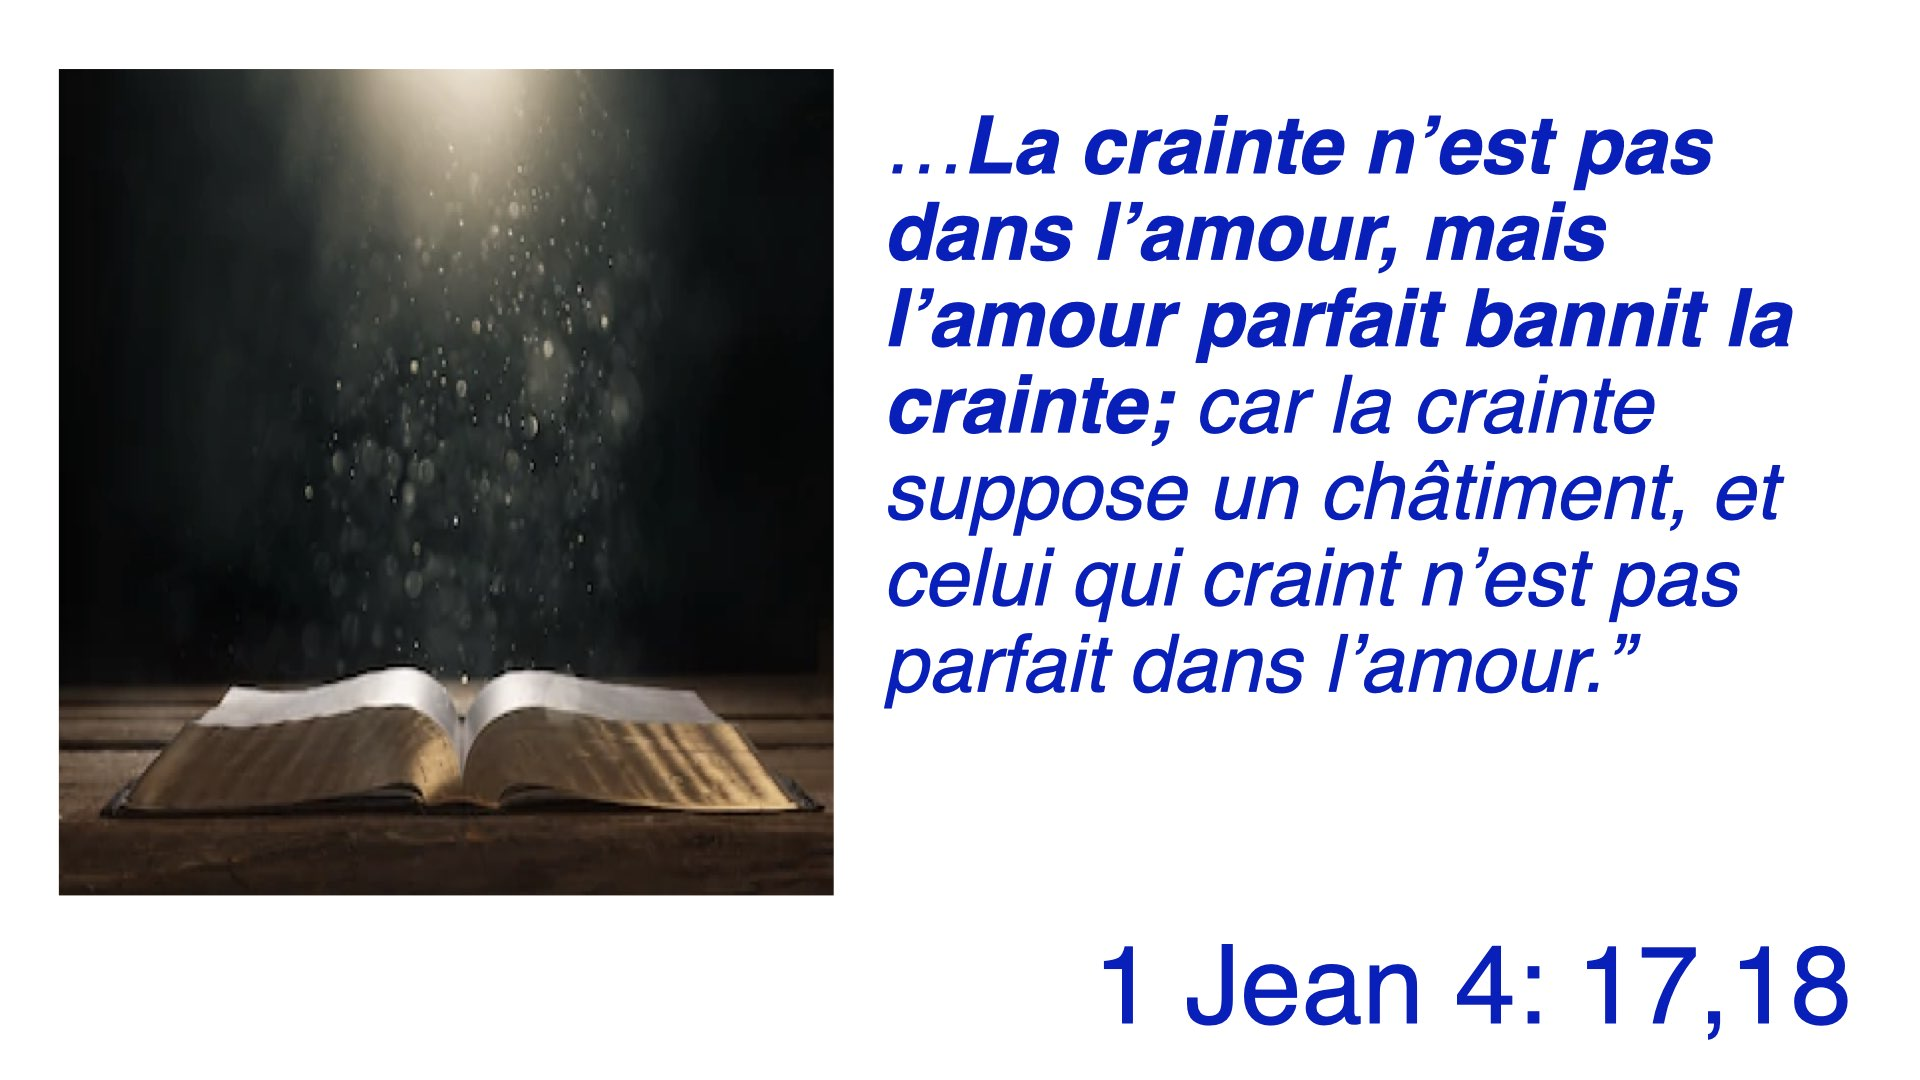 …La crainte n’est pas
dans l’amour, mais
l’amour parfait bannit la
crainte; car la crainte
suppose un châtiment, et
celui qui craint n’est pas
parfait dans l’amour.”
1 Jean 4: 17,18